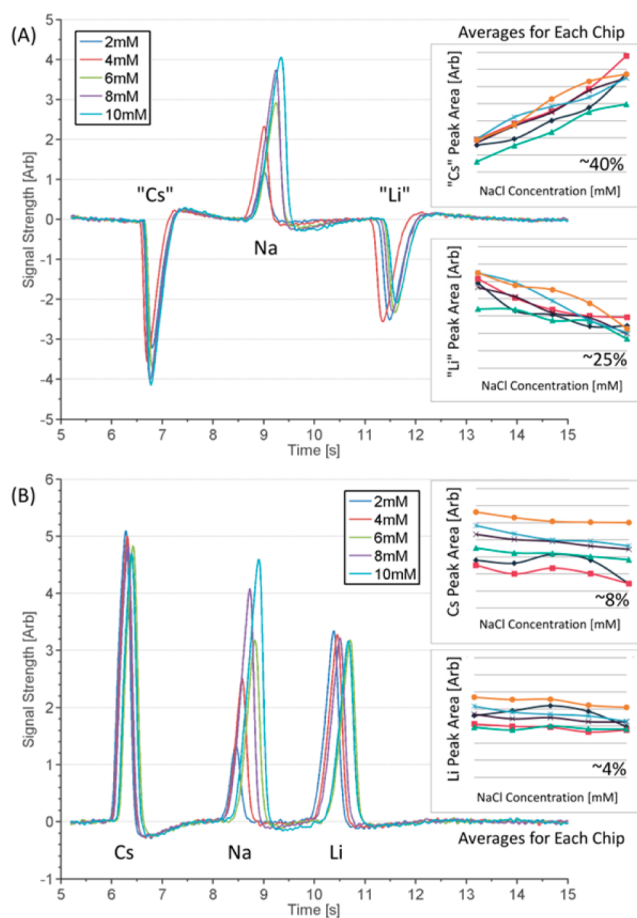 (A)
2mM
4mM
6mM
8mM
10mM
Averages for Each Chip
"Cs" Peak Area [Arb]
~40%
NaCl Concentration [mM]
"Li" Peak Area [Arb]
~25%
NaCl Concentration [mM]
"Cs"
Na
"Li"
Signal Strength [Arb]
5
4
3
2
1
0
-1
-2
-3
-4
-5
5 6 7 8 9 10 11 12 13 14 15
Time [s]
(B)
2mM
4mM
6mM
8mM
10mM
Cs Peak Area [Arb]
~8%
NaCl Concentration [mM]
Li Peak Area [Arb]
~4%
NaCl Concentration [mM]
Averages for Each Chip
Cs
Na
Li
Signal Strength [Arb]
6
5
4
3
2
1
0
-1
5 6 7 8 9 10 11 12 13 14 15
Time [s]